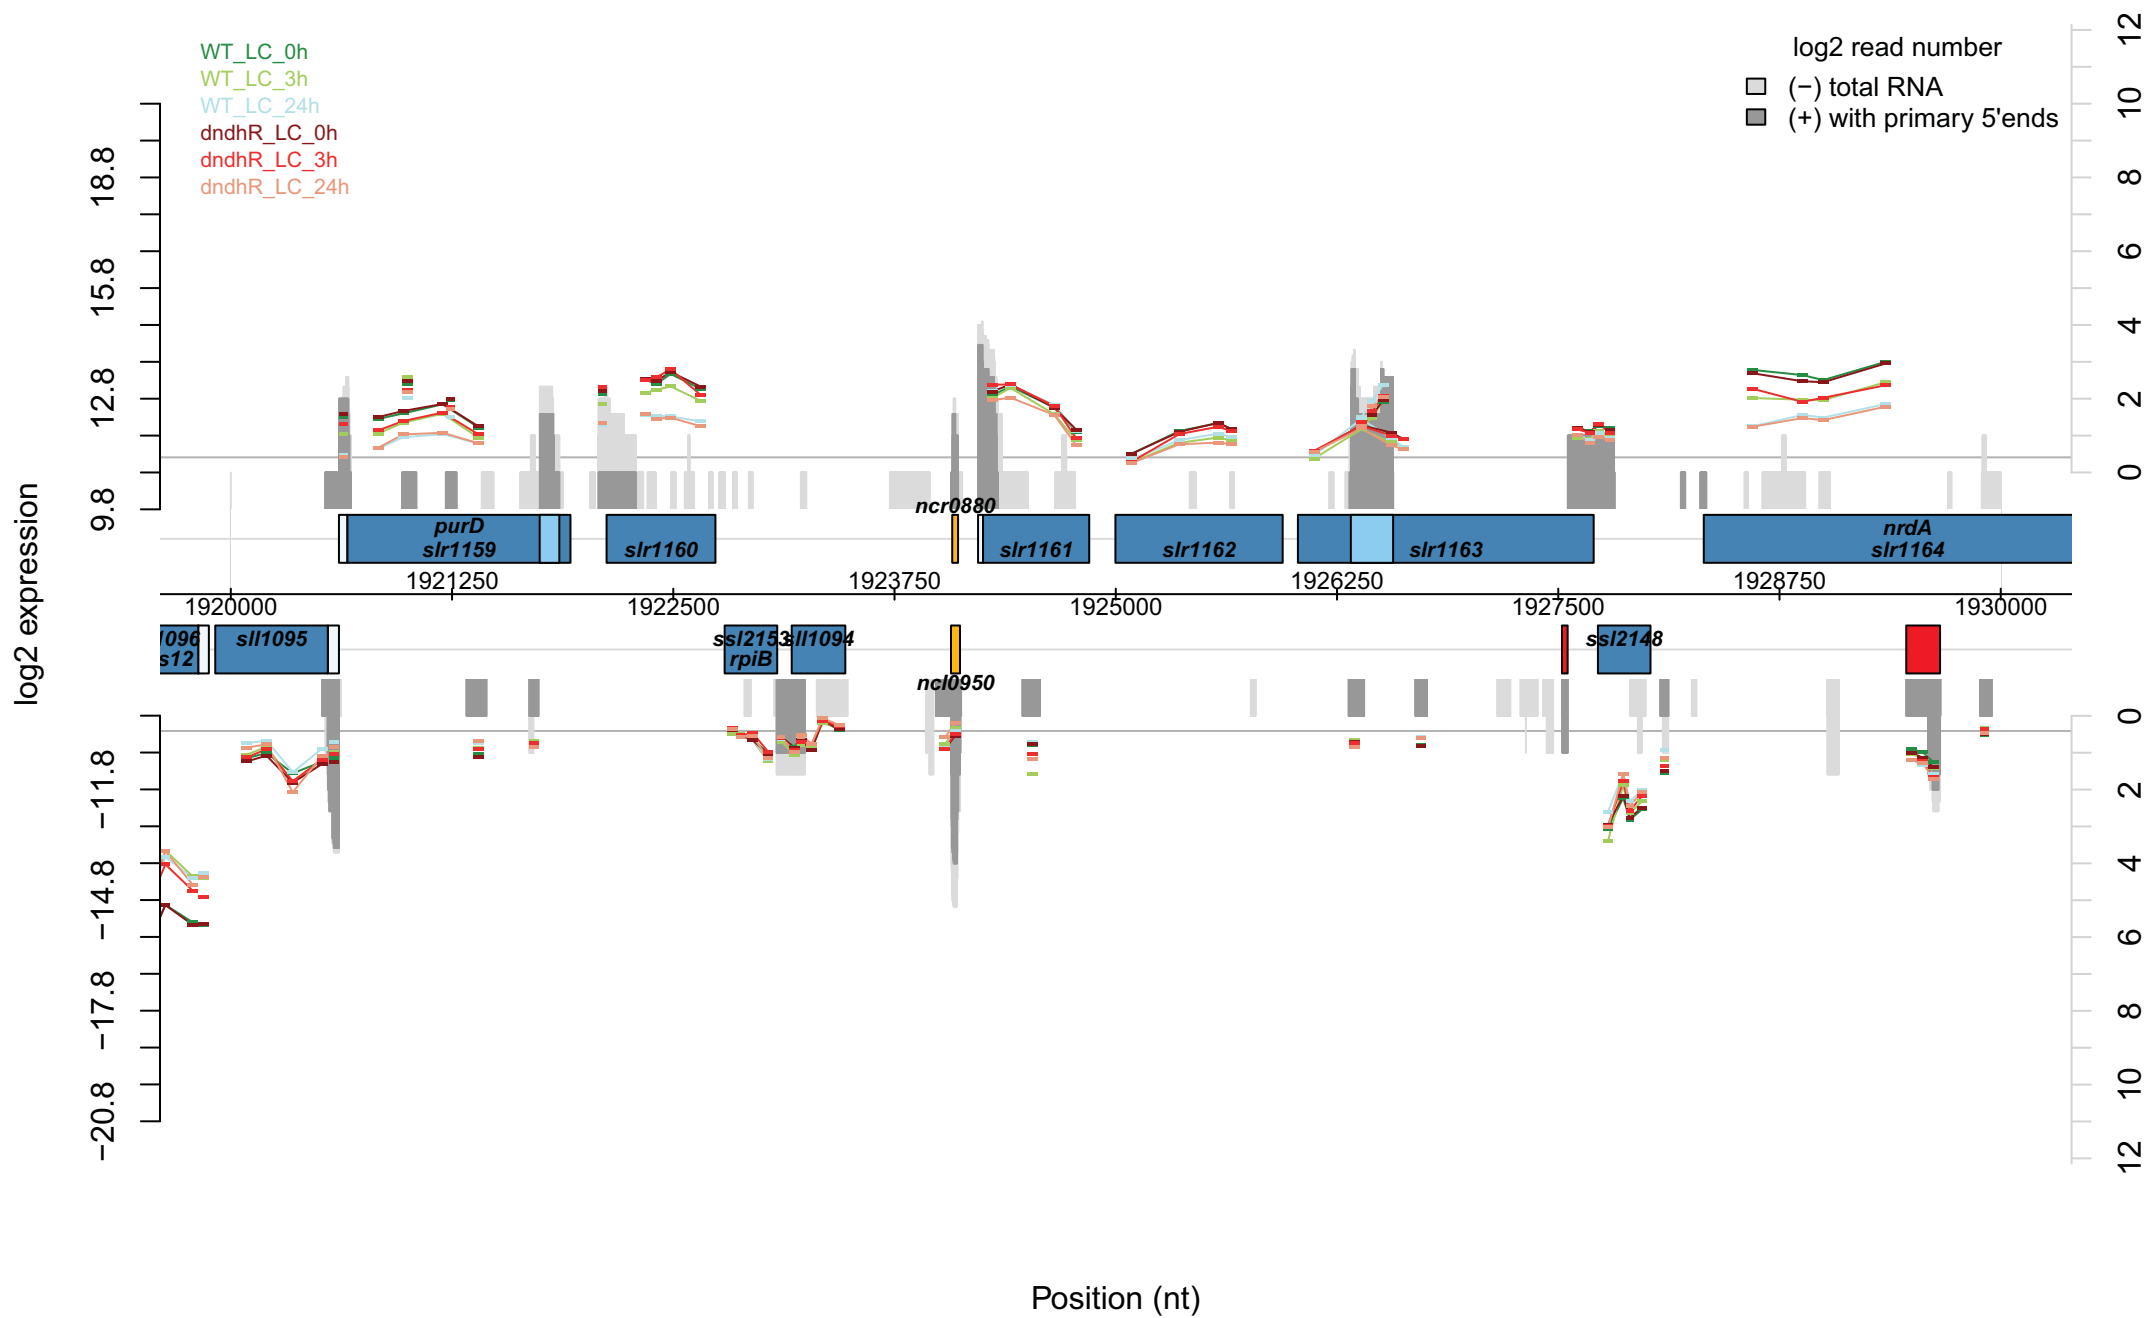 WT_LC_0h
WT_LC_3h
WT_LC_24h
dndhR_LC_0h
dndhR_LC_3h
dndhR_LC_24h
log2 read number
(−) total RNA
(+) with primary 5'ends
log2 expression
18.8
15.8
12.8
9.8
12
10
8
6
4
2
0
ncr0880
purD
slr1159
slr1160
slr1161
slr1162
slr1163
nrdA
slr1164
1921250
1923750
1926250
1928750
1920000
1922500
1925000
1927500
1930000
1096
s12
sll1095
ssl2153
rpiB
sll1094
ssl2148
ncl0950
−11.8
−14.8
−17.8
−20.8
0
2
4
6
8
10
12
Position (nt)